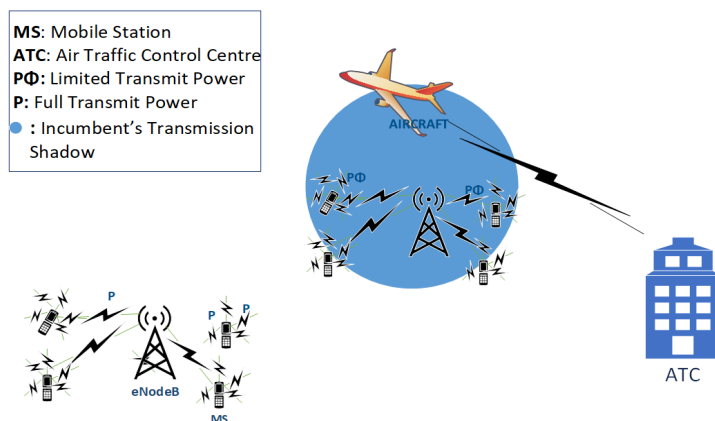 MS: Mobile Station
ATC: Air Traffic Control Centre
PΦ: Limited Transmit Power
P: Full Transmit Power
: Incumbent's Transmission
Shadow
AIRCRAFT
PΦ
PΦ
P
P
P
eNodeB
MS
ATC